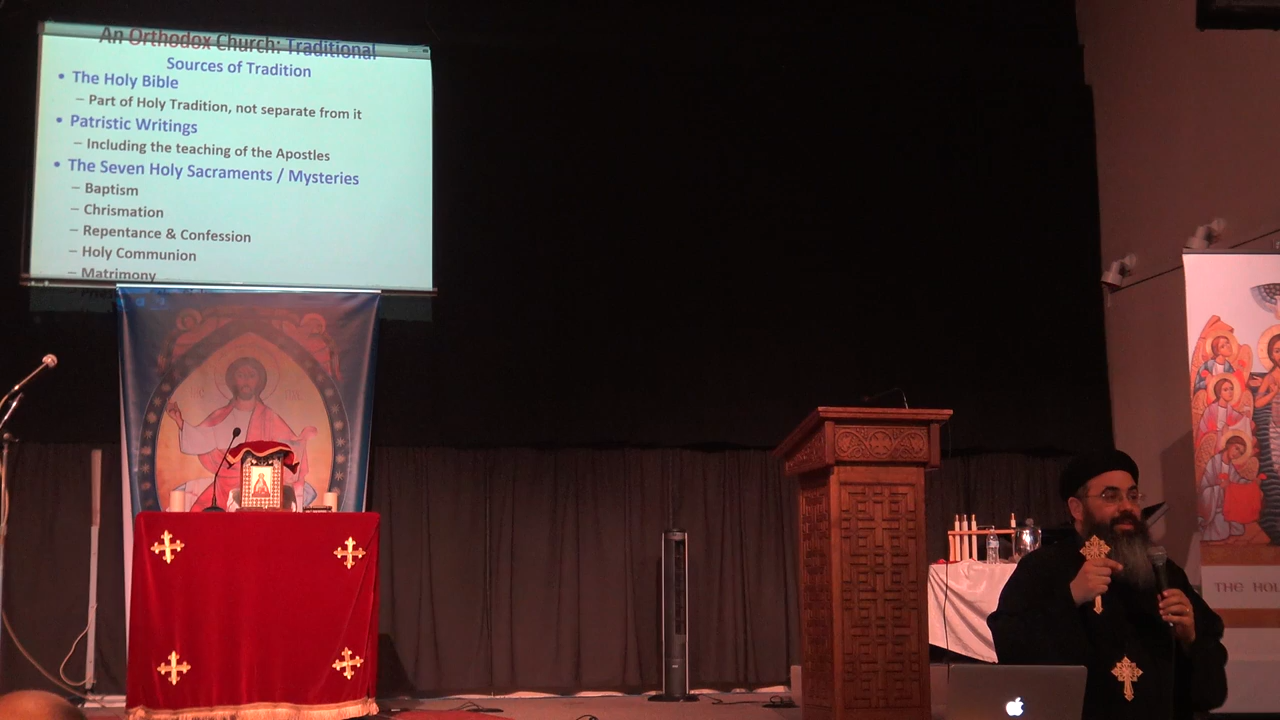 An Orthodox Church: Traditional
Sources of Tradition
• The Holy Bible
– Part of Holy Tradition, not separate from it
• Patristic Writings
– Including the teaching of the Apostles
• The Seven Holy Sacraments / Mysteries
– Baptism
– Chrismation
– Repentance & Confession
– Holy Communion
– Matrimony
THE HOL